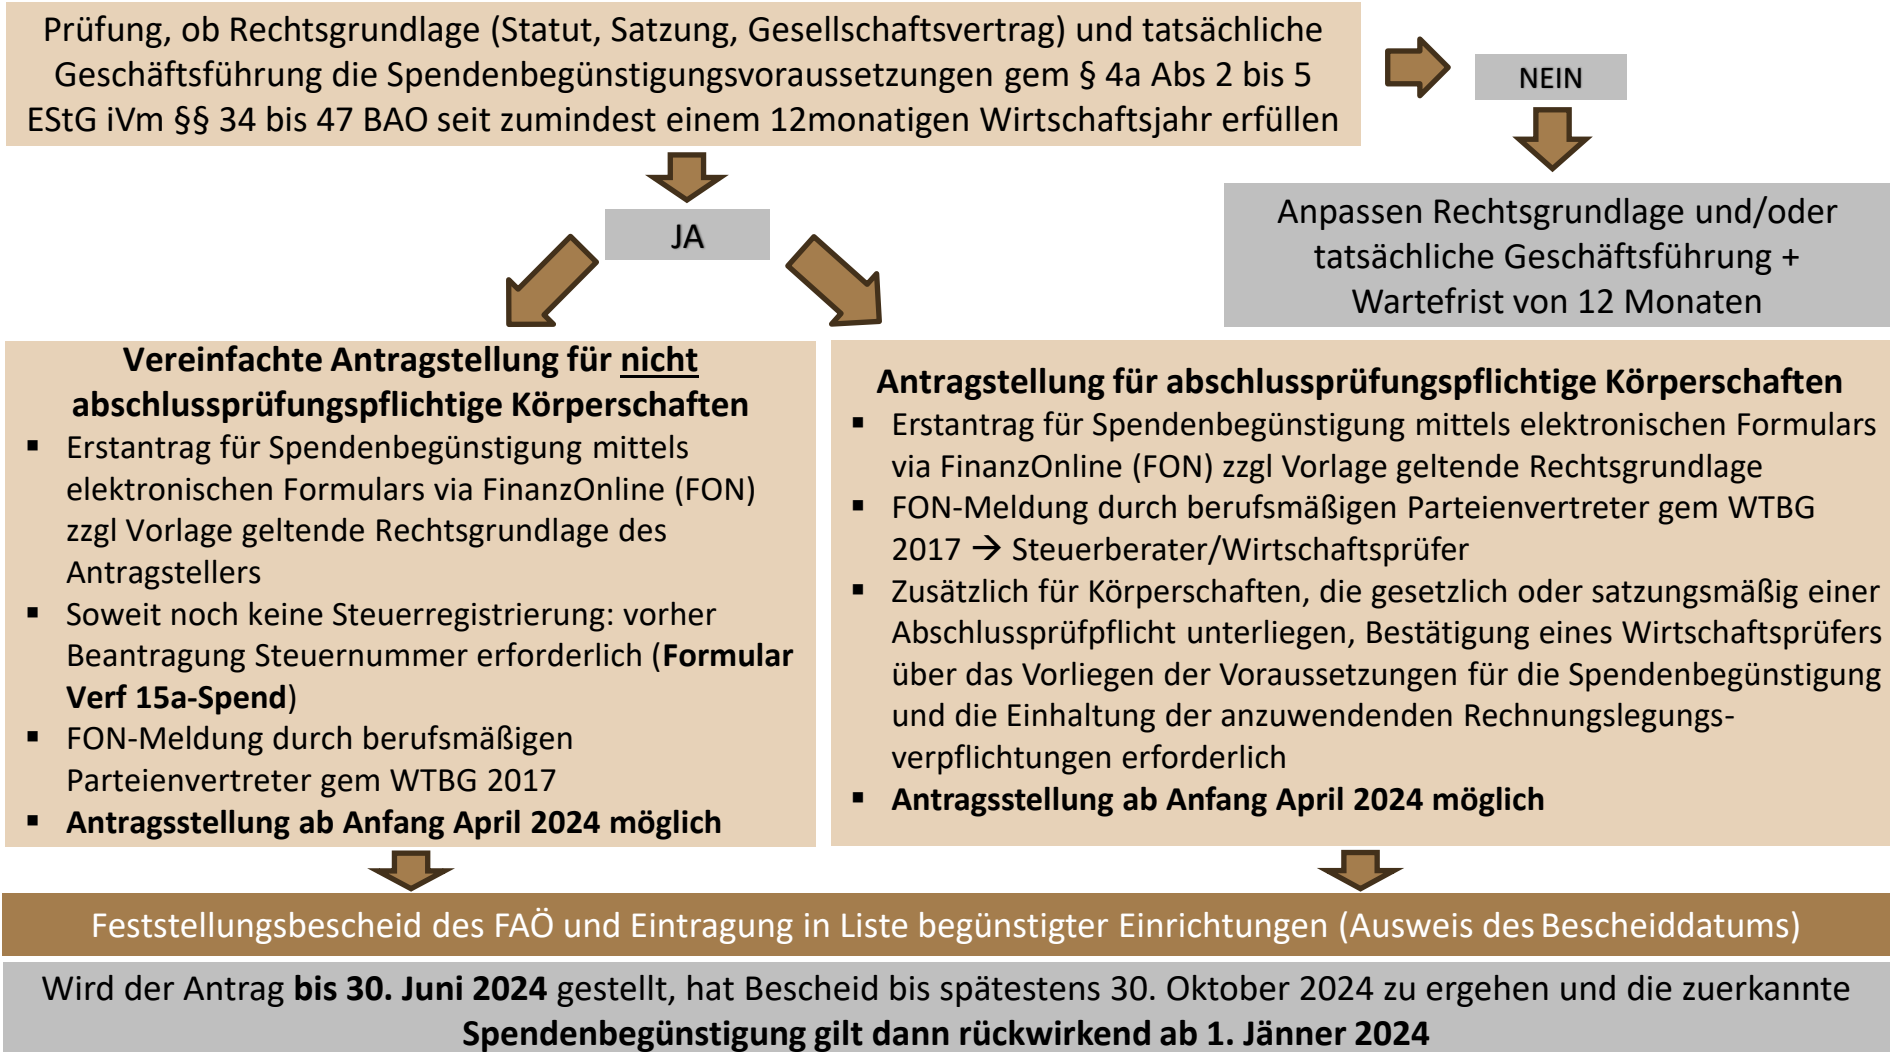 Prüfung, ob Rechtsgrundlage (Statut, Satzung, Gesellschaftsvertrag) und tatsächliche
Geschäftsführung die Spendenbegünstigungsvoraussetzungen gem § 4a Abs 2 bis 5
EStG iVm §§ 34 bis 47 BAO seit zumindest einem 12monatigen Wirtschaftsjahr erfüllen
NEIN
Anpassen Rechtsgrundlage und/oder
tatsächliche Geschäftsführung +
Wartefrist von 12 Monaten
JA
Vereinfachte Antragstellung für nicht
abschlussprüfungspflichtige Körperschaften
▪ Erstantrag für Spendenbegünstigung mittels
elektronischen Formulars via FinanzOnline (FON)
zzgl Vorlage geltende Rechtsgrundlage des
Antragstellers
▪ Soweit noch keine Steuerregistrierung: vorher
Beantragung Steuernummer erforderlich (Formular
Verf 15a-Spend)
▪ FON-Meldung durch berufsmäßigen
Parteienvertreter gem WTBG 2017
▪ Antragsstellung ab Anfang April 2024 möglich
Antragstellung für abschlussprüfungspflichtige Körperschaften
▪ Erstantrag für Spendenbegünstigung mittels elektronischen Formulars
via FinanzOnline (FON) zzgl Vorlage geltende Rechtsgrundlage
▪ FON-Meldung durch berufsmäßigen Parteienvertreter gem WTBG
2017 → Steuerberater/Wirtschaftsprüfer
▪ Zusätzlich für Körperschaften, die gesetzlich oder satzungsmäßig einer
Abschlussprüfpflicht unterliegen, Bestätigung eines Wirtschaftsprüfers
über das Vorliegen der Voraussetzungen für die Spendenbegünstigung
und die Einhaltung der anzuwendenden Rechnungslegungs-
verpflichtungen erforderlich
▪ Antragsstellung ab Anfang April 2024 möglich
Feststellungsbescheid des FAÖ und Eintragung in Liste begünstigter Einrichtungen (Ausweis des Bescheiddatums)
Wird der Antrag bis 30. Juni 2024 gestellt, hat Bescheid bis spätestens 30. Oktober 2024 zu ergehen und die zuerkannte
Spendenbegünstigung gilt dann rückwirkend ab 1. Jänner 2024